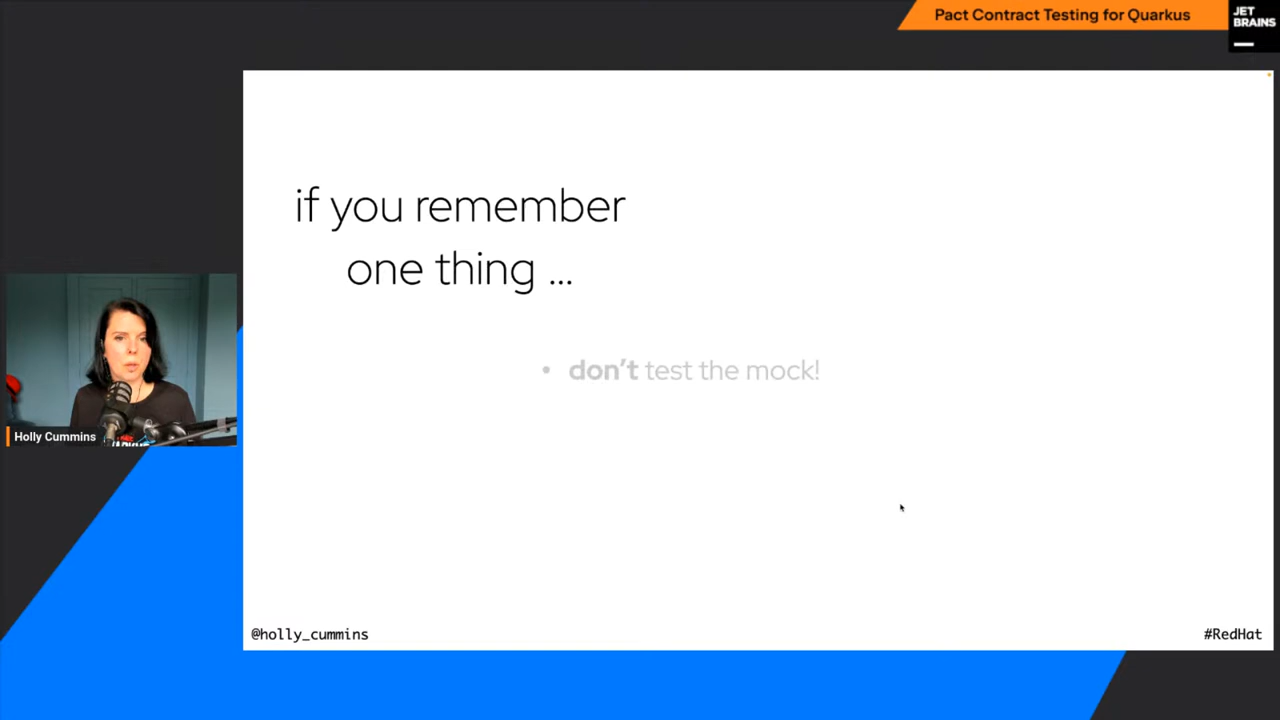 Pact Contract Testing for Quarkus
JET
BRAINS
if you remember
one thing ...
• don't test the mock!
Holly Cummins
@holly_cummins
#RedHat